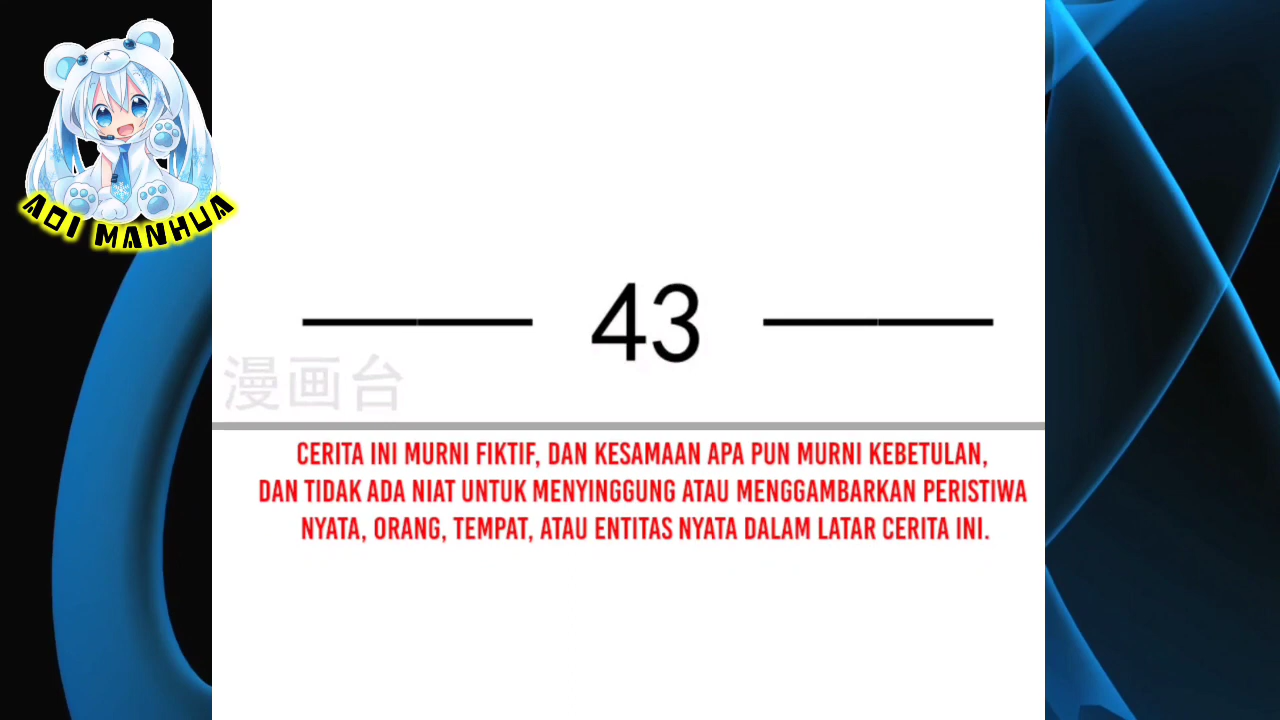 AOI MANHUA
43
漫画台
CERITA INI MURNI FIKTIF, DAN KESAMAAN APA PUN MURNI KEBETULAN,
DAN TIDAK ADA NIAT UNTUK MENYINGGUNG ATAU MENGGAMBARKAN PERISTIWA
NYATA, ORANG, TEMPAT, ATAU ENTITAS NYATA DALAM LATAR CERITA INI.